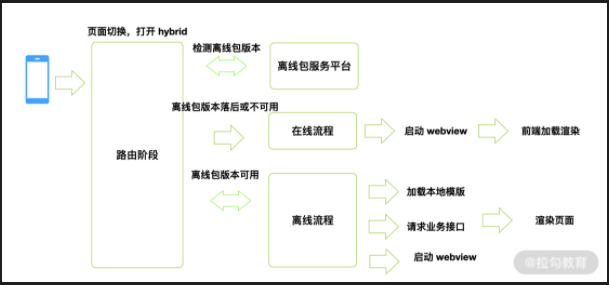 页面切换，打开 hybrid
检测离线包版本
离线包服务平台
离线包版本落后或不可用
在线流程
启动 webview
前端加载渲染
路由阶段
离线包版本可用
离线流程
加载本地模版
请求业务接口
渲染页面
启动 webview
@拉勾教育